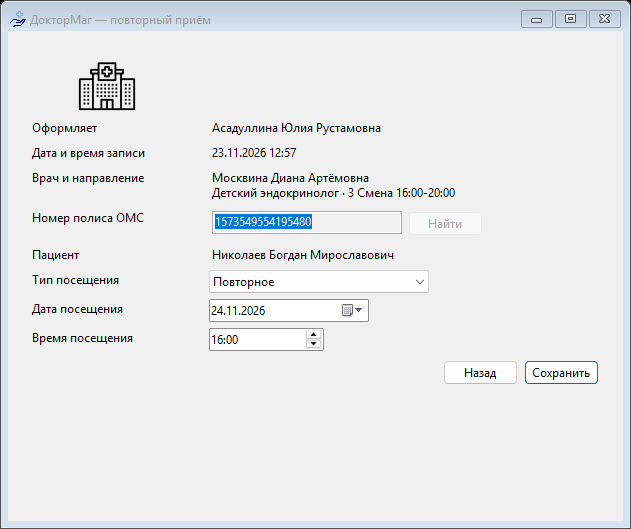 ДокторМаг — повторный приём
Оформляет
Асадуллина Юлия Рустамовна
Дата и время записи
23.11.2026 12:57
Врач и направление
Москвина Диана Артёмовна
Детский эндокринолог · 3 Смена 16:00-20:00
Номер полиса ОМС
1573549554195480
Найти
Пациент
Николаев Богдан Мирославович
Тип посещения
Повторное
Дата посещения
24.11.2026
Время посещения
16:00
Назад
Сохранить